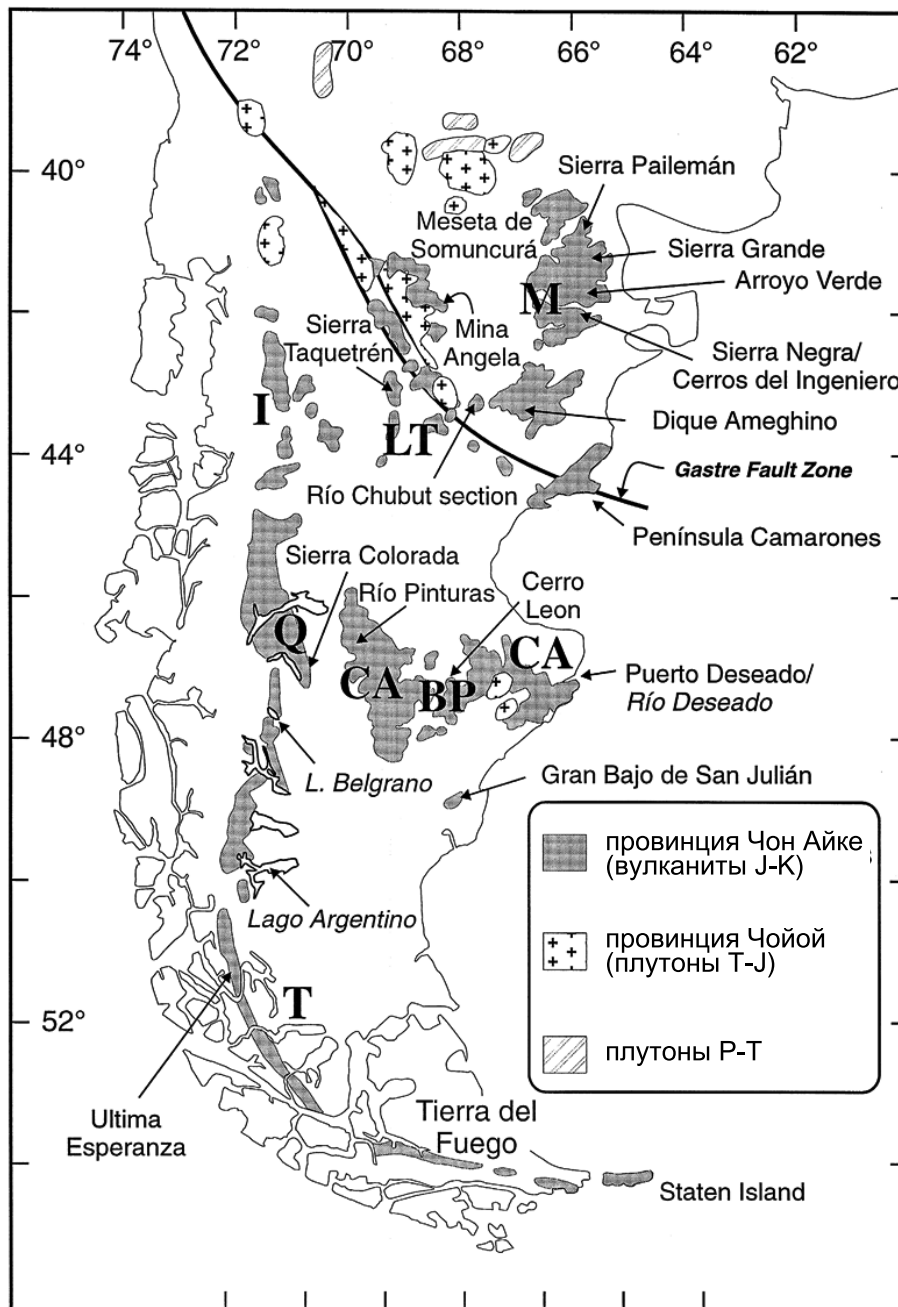 74° 72° 70° 68° 66° 64° 62°
40°
Sierra Pailemán
Meseta de
Somuncurá
Sierra Grande
Arroyo Verde
M
Sierra
Taquetrén
Mina
Angela
Sierra Negra/
Cerros del Ingeniero
I
LT
Dique Ameghino
44°
Río Chubut section
Gastre Fault Zone
Península Camarones
Sierra Colorada
Río Pinturas
Cerro
Leon
Q
CA
BP
CA
Puerto Deseado/
Río Deseado
48°
L. Belgrano
Gran Bajo de San Julián
провинция Чон Айке
(вулканиты J-K)
s
Lago Argentino
провинция Чойой
(плутоны T-J)
T
52°
плутоны P-T
Ultima
Esperanza
Tierra del
Fuego
Staten Island